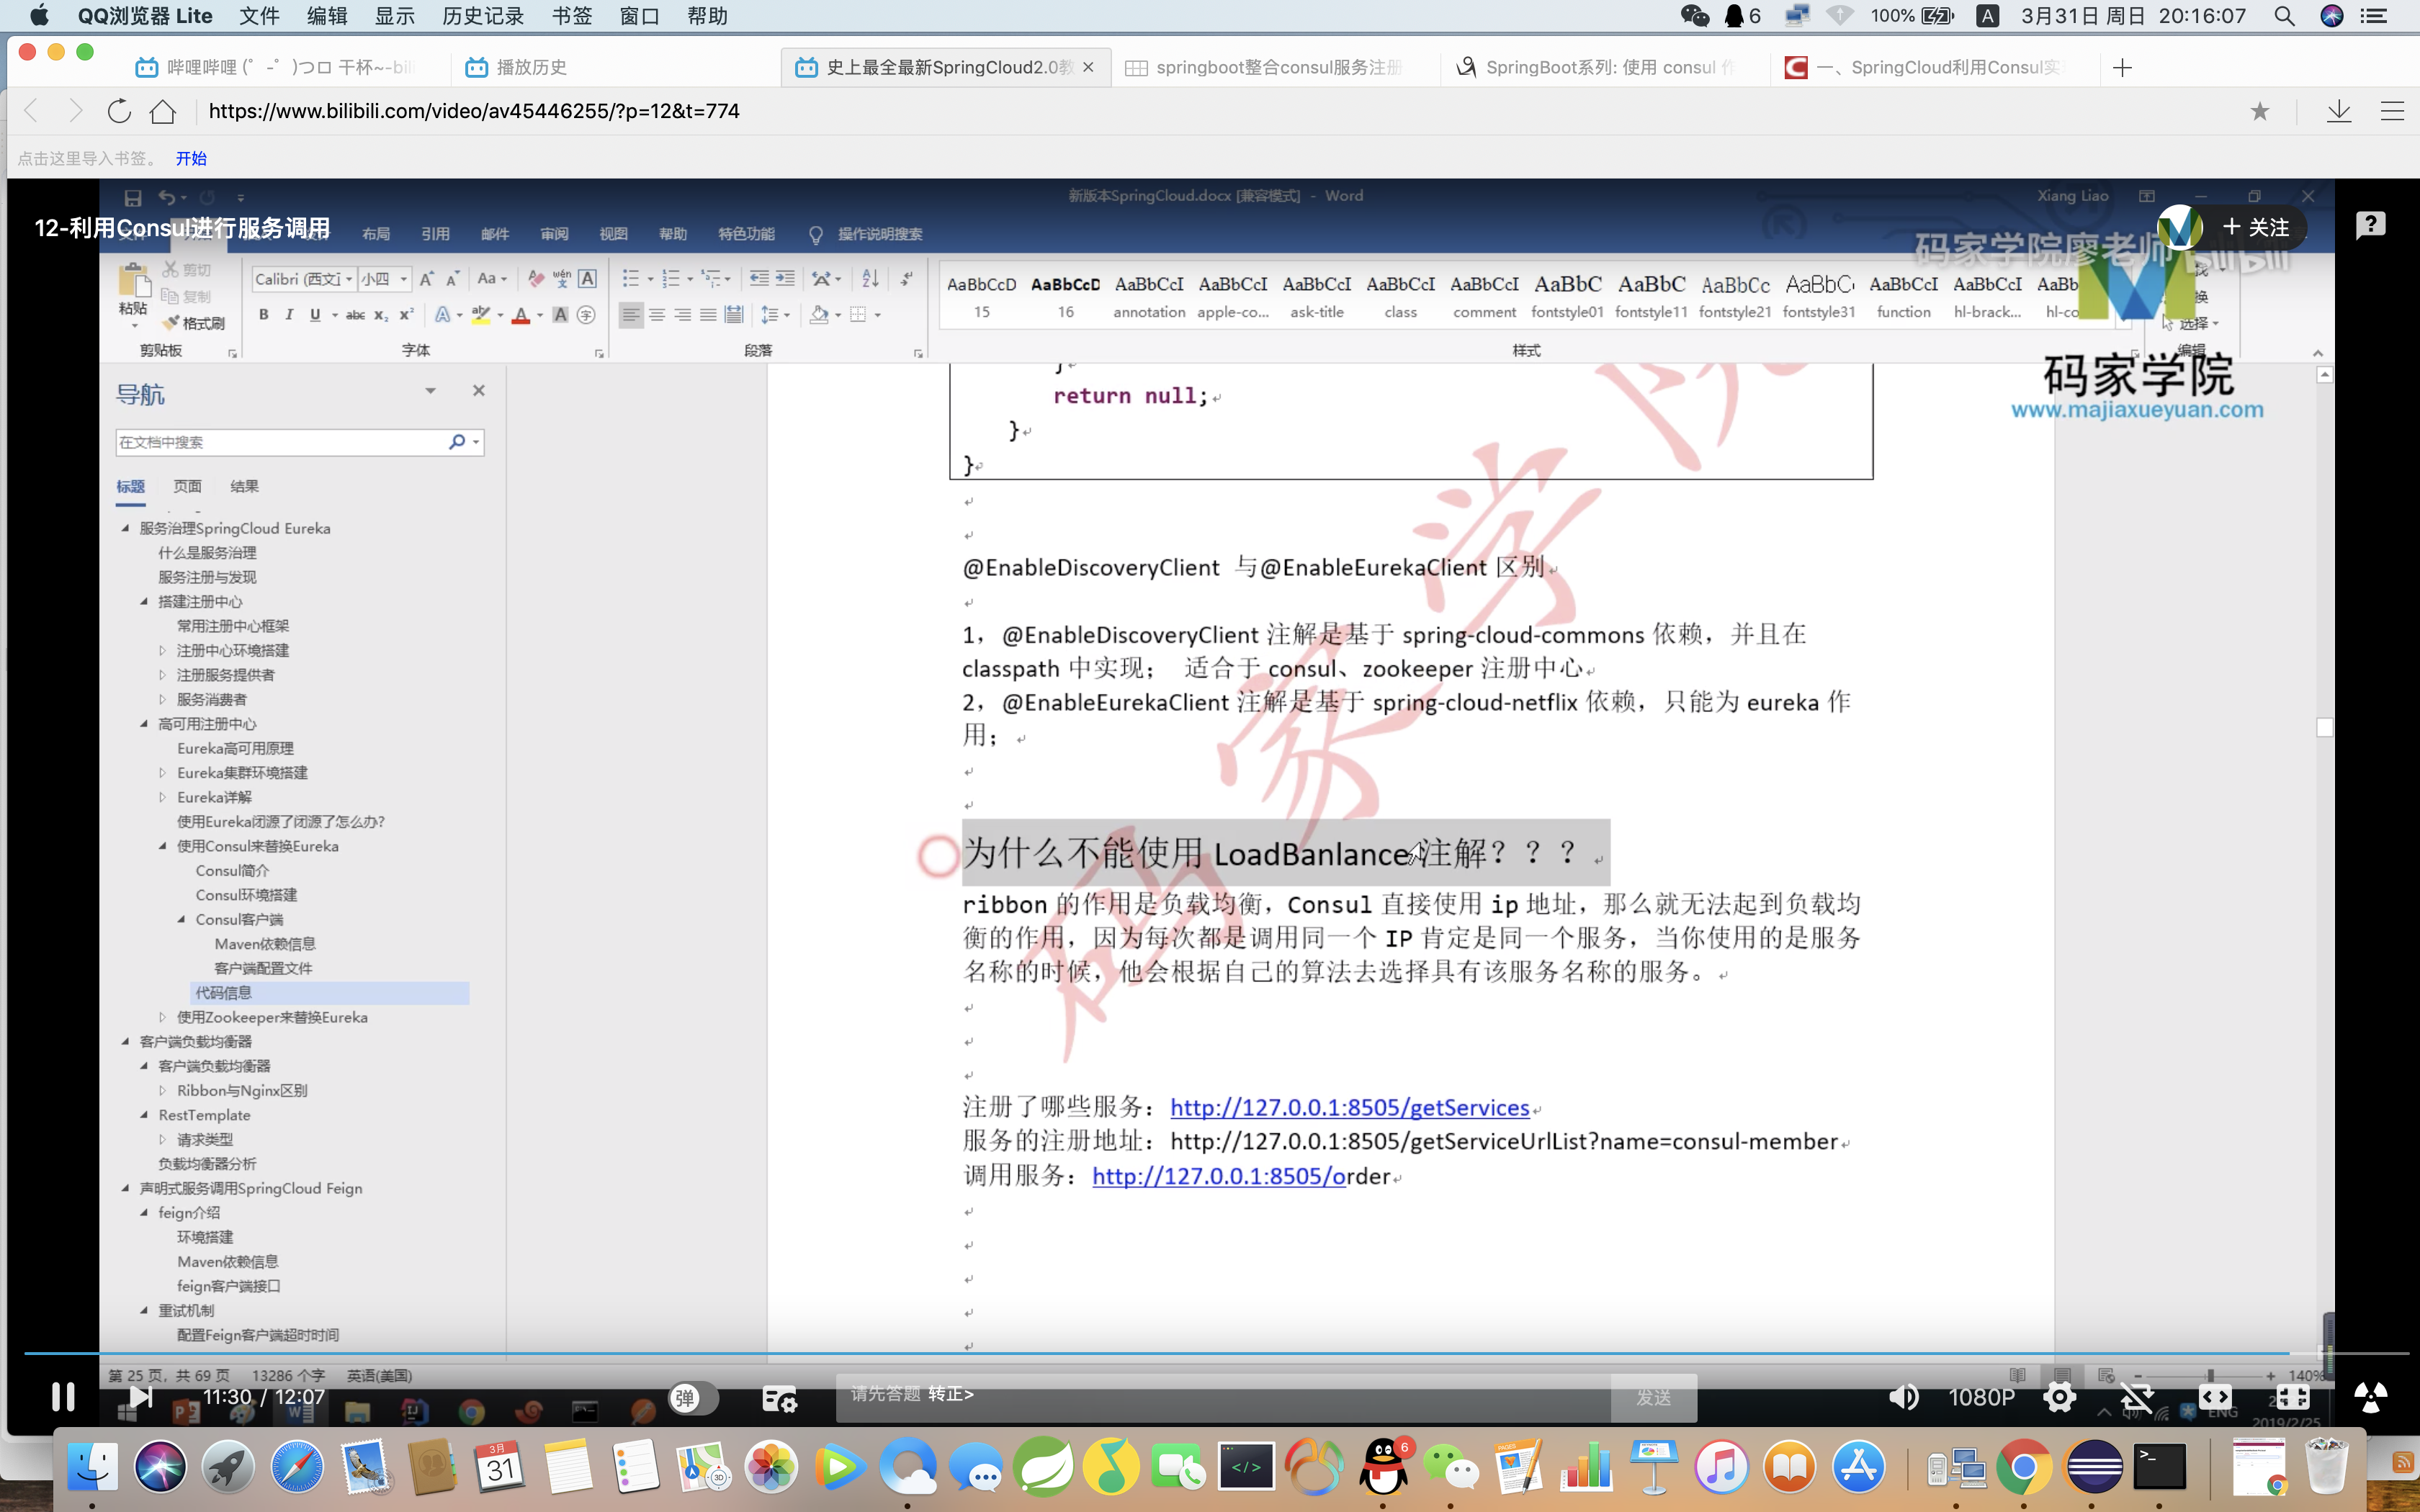 QQ浏览器 Lite 文件 编辑 显示 历史记录 书签 窗口 帮助
6 100% A 3月31日 周日 20:16:07
哔哩哔哩 (゜-゜)つロ 干杯~-bili
播放历史
史上最全最新SpringCloud2.0教
springboot整合consul服务注册
SpringBoot系列: 使用 consul 作
一、SpringCloud利用Consul实
https://www.bilibili.com/video/av45446255/?p=12&t=774
点击这里导入书签。 开始
新版本SpringCloud.docx [兼容模式] - Word
Xiang Liao
12-利用Consul进行服务调用
布局 引用 邮件 审阅 视图 帮助 特色功能 操作说明搜索
+ 关注
码家学院廖老师
bilibili
粘贴 剪切
复制
格式刷
Calibri (西文正 小四
AaBbCcD AaBbCcD AaBbCcI AaBbCcI AaBbCcI AaBbCcI AaBbCcI AaBbC AaBbC AaBbCc AaBbC AaBbCcI AaBbCcI AaBb
15 16 annotation apple-co... ask-title class comment fontstyle01 fontstyle11 fontstyle21 fontstyle31 function hl-brack... hl-co
选择
剪贴板 字体 段落 样式 编辑
码家学院
www.majiaxueyuan.com
导航
在文档中搜索
标题 页面 结果
服务治理SpringCloud Eureka
什么是服务治理
服务注册与发现
搭建注册中心
常用注册中心框架
注册中心环境搭建
注册服务提供者
服务消费者
高可用注册中心
Eureka高可用原理
Eureka集群环境搭建
Eureka详解
使用Eureka闭源了闭源了怎么办?
使用Consul来替换Eureka
Consul简介
Consul环境搭建
Consul客户端
Maven依赖信息
客户端配置文件
代码信息
使用Zookeeper来替换Eureka
客户端负载均衡器
客户端负载均衡器
Ribbon与Nginx区别
RestTemplate
请求类型
负载均衡器分析
声明式服务调用SpringCloud Feign
feign介绍
环境搭建
Maven依赖信息
feign客户端接口
重试机制
配置Feign客户端超时时间
}
return null;
}
}
@EnableDiscoveryClient 与@EnableEurekaClient 区别
1，@EnableDiscoveryClient 注解是基于 spring-cloud-commons 依赖，并且在
classpath 中实现； 适合于 consul、zookeeper 注册中心
2，@EnableEurekaClient 注解是基于 spring-cloud-netflix 依赖，只能为 eureka 作
用；
为什么不能使用 LoadBanlance 注解？？？
ribbon 的作用是负载均衡，Consul 直接使用 ip 地址，那么就无法起到负载均
衡的作用，因为每次都是调用同一个 IP 肯定是同一个服务，当你使用的是服务
名称的时候，他会根据自己的算法去选择具有该服务名称的服务。
注册了哪些服务：http://127.0.0.1:8505/getServices
服务的注册地址：http://127.0.0.1:8505/getServiceUrlList?name=consul-member
调用服务：http://127.0.0.1:8505/order
码家学院
第 25 页，共 69 页 13286 个字 英语(美国)
140%
11:30 / 12:07
弹
请先答题 转正>
发送
1080P
ENG
2019/2/25
3月
31
3D
PAGES
6